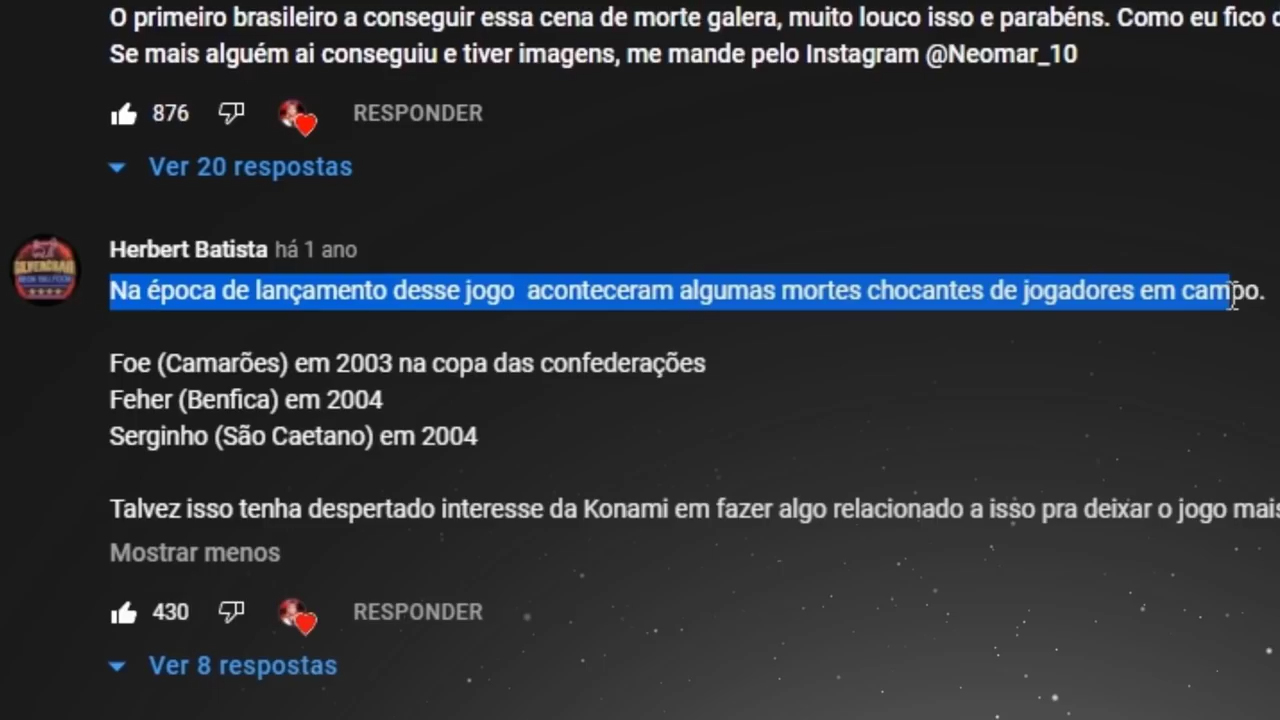 O primeiro brasileiro a conseguir essa cena de morte galera, muito louco isso e parabéns. Como eu fico
Se mais alguém ai conseguiu e tiver imagens, me mande pelo Instagram @Neomar_10
876 RESPONDER
Ver 20 respostas
Herbert Batista há 1 ano
Na época de lançamento desse jogo  aconteceram algumas mortes chocantes de jogadores em campo.
Foe (Camarões) em 2003 na copa das confederações
Feher (Benfica) em 2004
Serginho (São Caetano) em 2004
Talvez isso tenha despertado interesse da Konami em fazer algo relacionado a isso pra deixar o jogo mais
Mostrar menos
430 RESPONDER
Ver 8 respostas